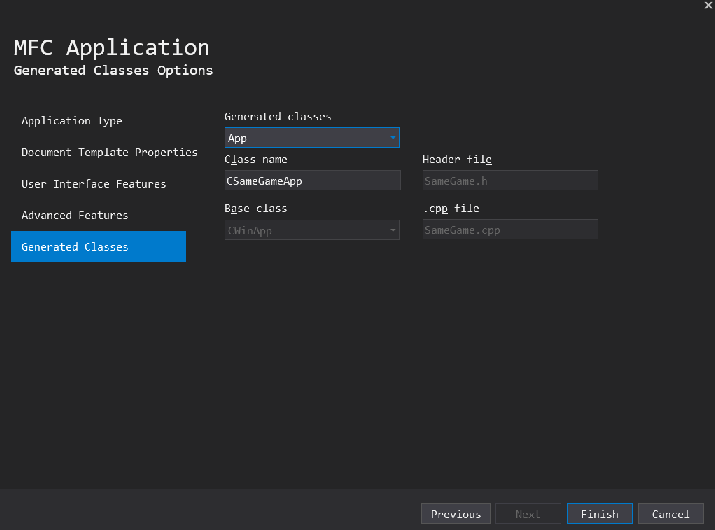 MFC Application
Generated Classes Options
Application Type
Document Template Properties
User Interface Features
Advanced Features
Generated Classes
Generated classes
App
Class name
Header file
CSameGameApp
SameGame.h
Base class
.cpp file
CWinApp
SameGame.cpp
Previous
Next
Finish
Cancel